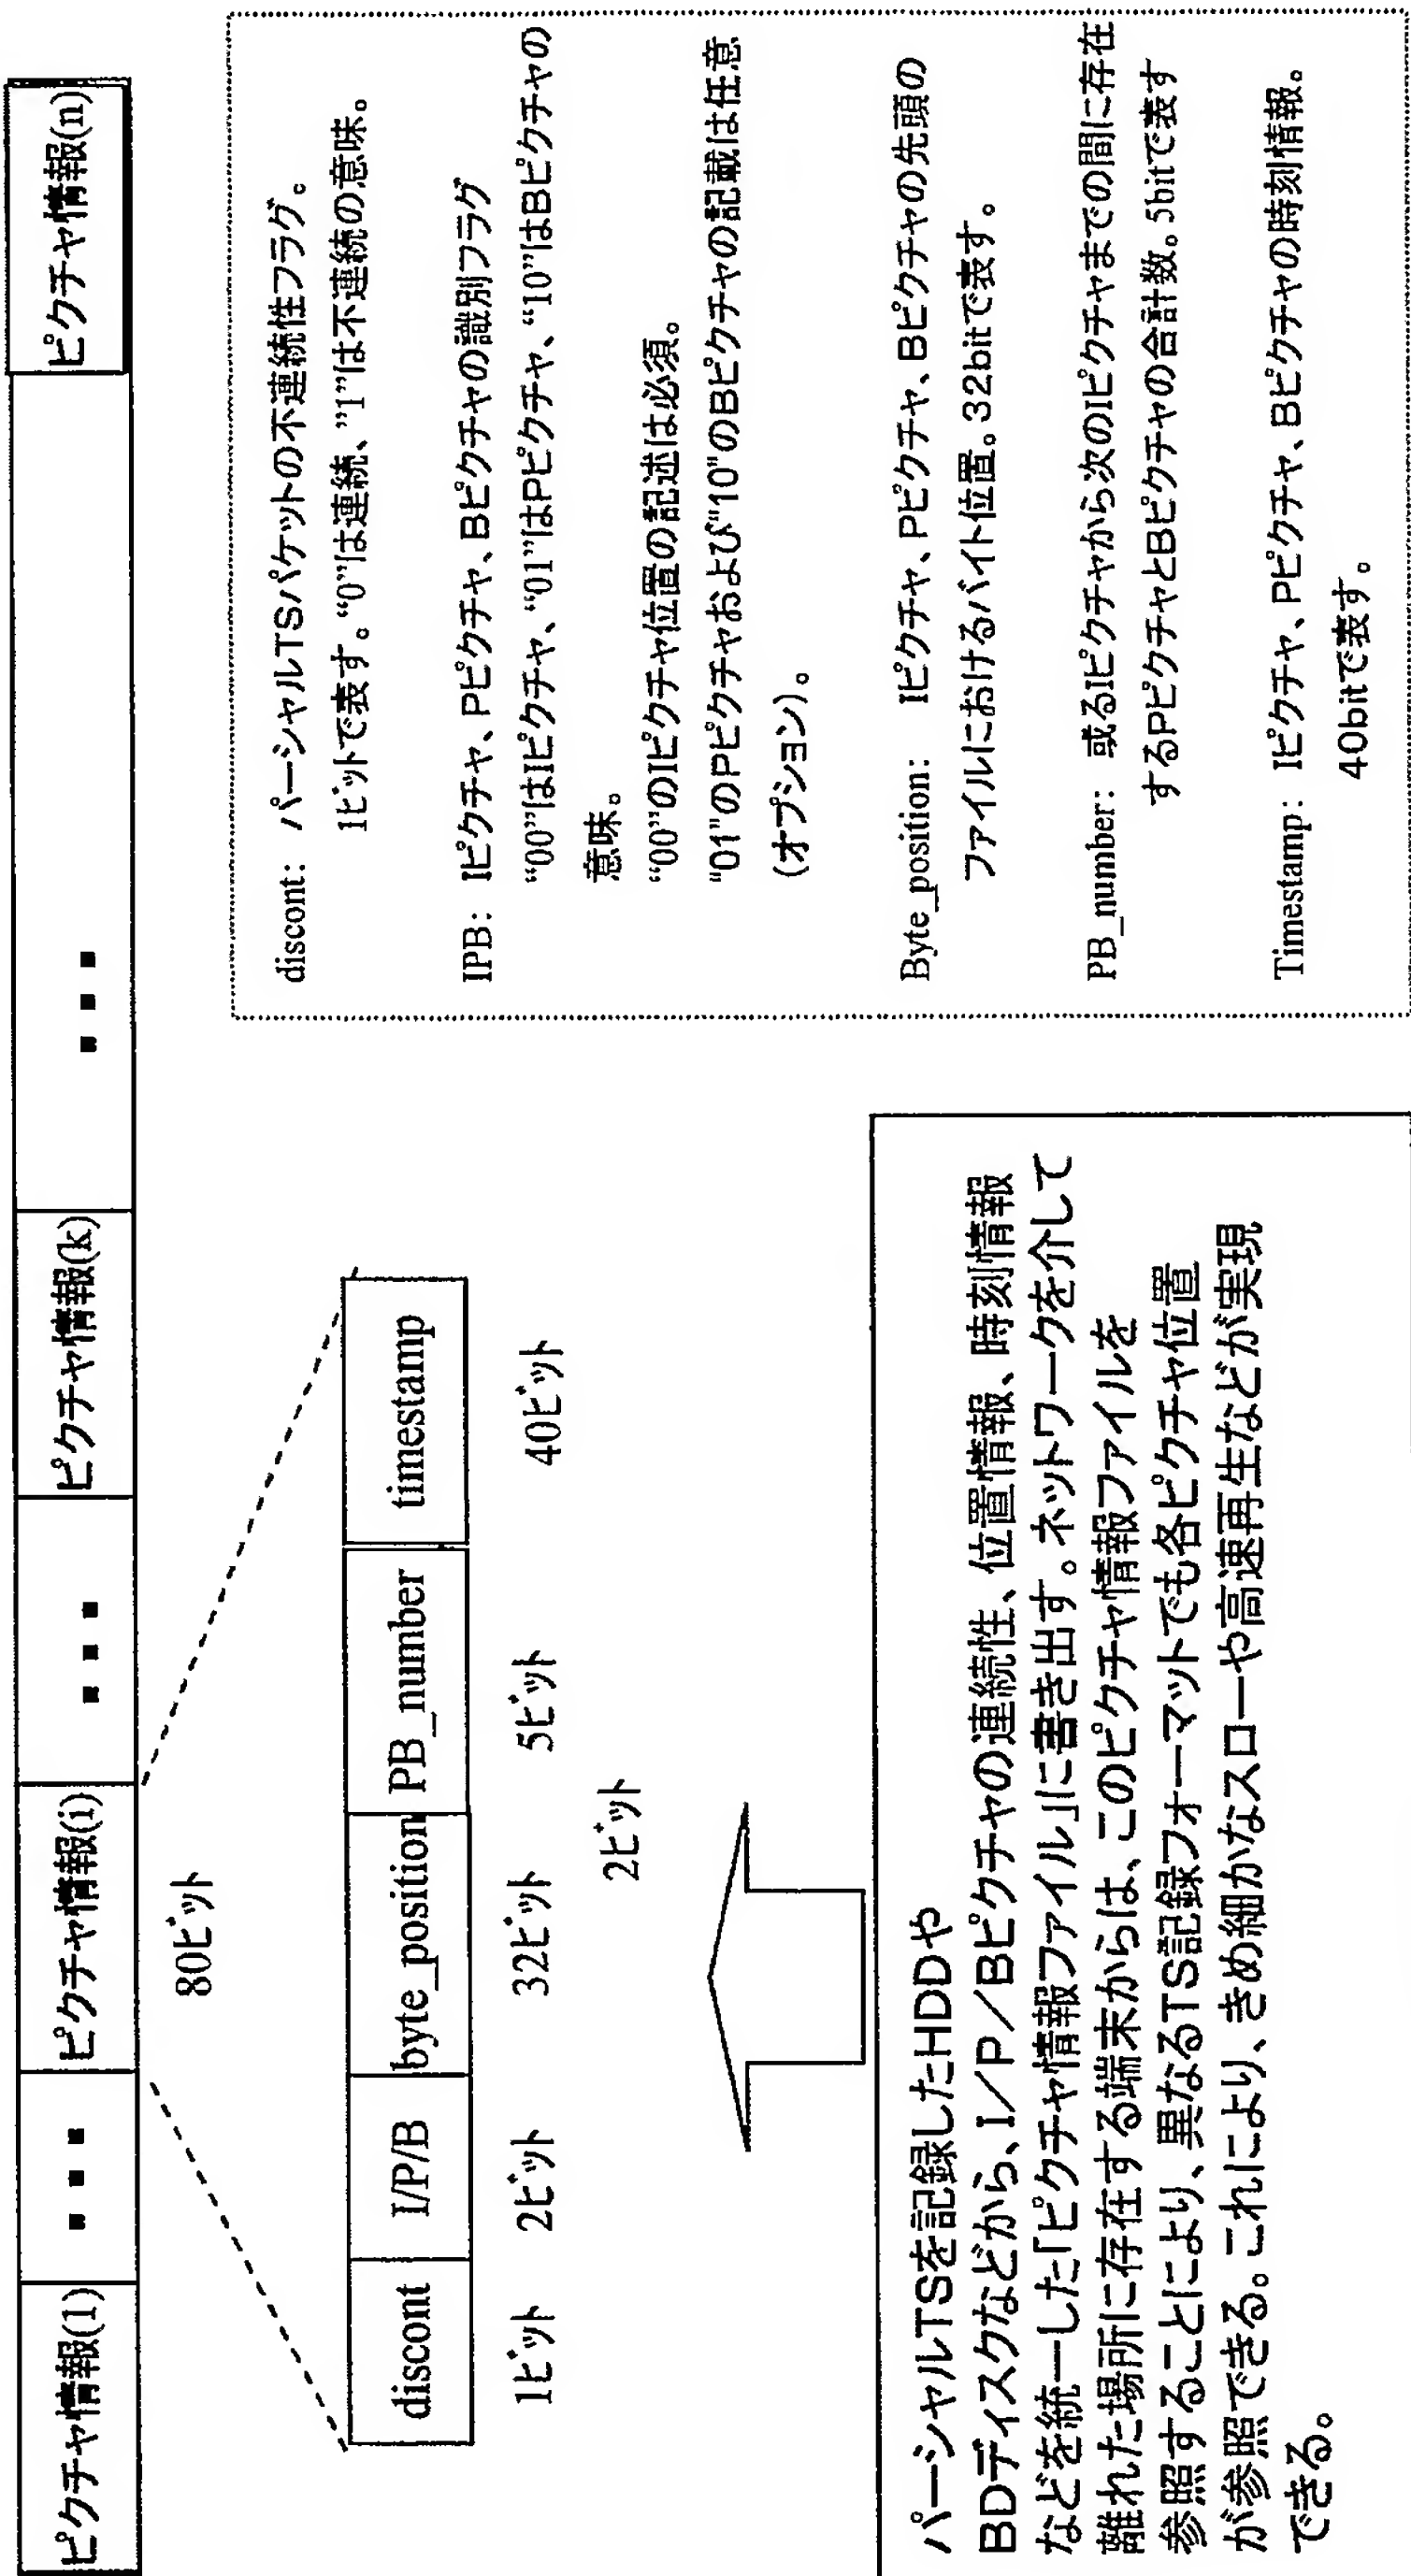 ピクチャ情報(1)
■ ■ ■
ピクチャ情報(i)
■ ■ ■
ピクチャ情報(k)
■ ■ ■
ピクチャ情報(n)
80ビット
discont
I/P/B
byte_position
PB_number
timestamp
1ビット
2ビット
32ビット
5ビット
40ビット
2ビット
パーシャルTSを記録したHDDや
BDディスクなどから、I/P/Bピクチャの連続性、位置情報、時刻情報
などを統一した「ピクチャ情報ファイル」に書き出す。ネットワークを介して
離れた場所に存在する端末からは、このピクチャ情報ファイルを
参照することにより、異なるTS記録フォーマットでも各ピクチャ位置
が参照できる。これにより、きめ細かなスローや高速再生などが実現
できる。
discont: パーシャルTSパケットの不連続性フラグ。
1ビットで表す。“0”は連続、”1”は不連続の意味。
IPB: Iピクチャ、Pピクチャ、Bピクチャの識別フラグ
“00”はIピクチャ、“01”はPピクチャ、“10”はBピクチャの
意味。
“00”のIピクチャ位置の記述は必須。
"01"のPピクチャおよび"10"のBピクチャの記載は任意
(オプション)。
Byte_position: Iピクチャ、Pピクチャ、Bピクチャの先頭の
ファイルにおけるバイト位置。32bitで表す。
PB_number: 或るIピクチャから次のIピクチャまでの間に存在
するPピクチャとBピクチャの合計数。5bitで表す
Timestamp: Iピクチャ、Pピクチャ、Bピクチャの時刻情報。
40bitで表す。